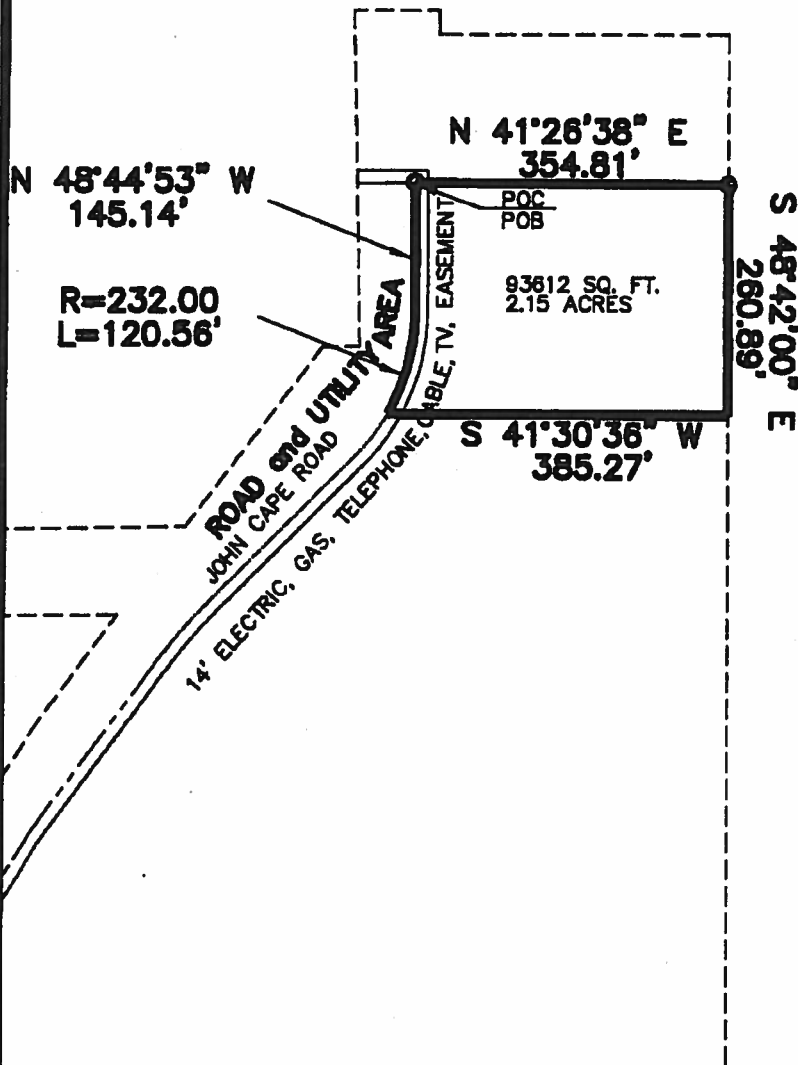 N 41°26'38" E
354.81'
N 48°44'53" W
145.14'
POC
POB
S 48°42'00" E
260.89'
93612 SQ. FT.
2.15 ACRES
R=232.00
L=120.56'
S 41°30'36" W
385.27'
ROAD and UTILITY AREA
JOHN CAPE ROAD
14' ELECTRIC, GAS, TELEPHONE, CABLE, TV, EASEMENT